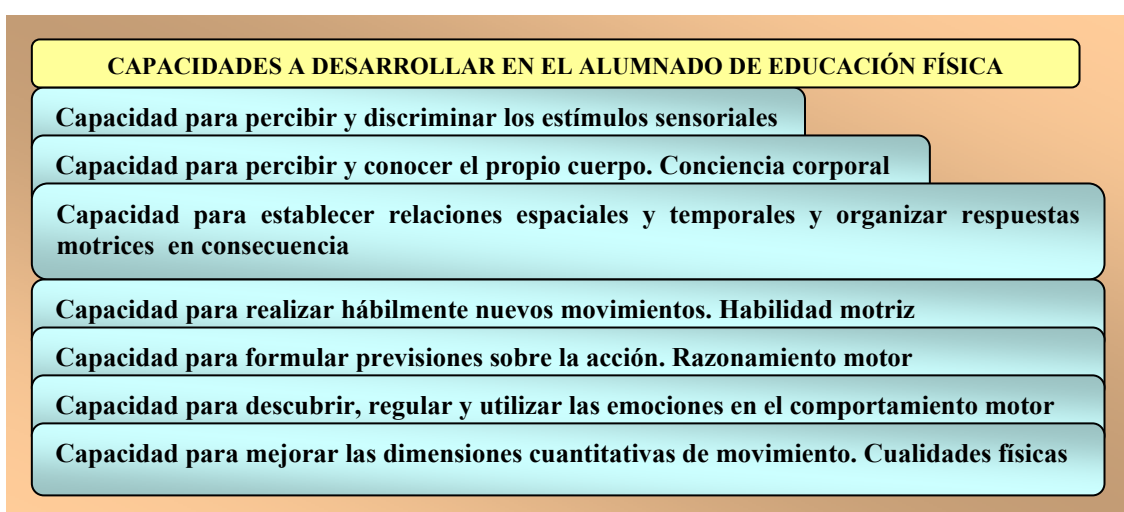 CAPACIDADES A DESARROLLAR EN EL ALUMNADO DE EDUCACIÓN FÍSICA
Capacidad para percibir y discriminar los estímulos sensoriales
Capacidad para percibir y conocer el propio cuerpo. Conciencia corporal
Capacidad para establecer relaciones espaciales y temporales y organizar respuestas
motrices en consecuencia
Capacidad para realizar hábilmente nuevos movimientos. Habilidad motriz
Capacidad para formular previsiones sobre la acción. Razonamiento motor
Capacidad para descubrir, regular y utilizar las emociones en el comportamiento motor
Capacidad para mejorar las dimensiones cuantitativas de movimiento. Cualidades físicas